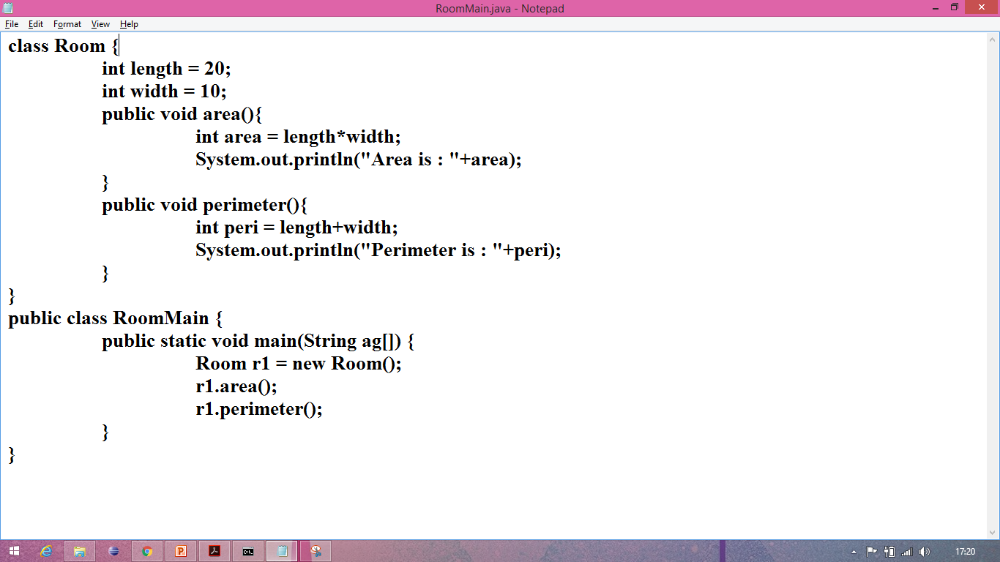 RoomMain.java - Notepad
File Edit Format View Help
class Room {
int length = 20;
int width = 10;
public void area(){
int area = length*width;
System.out.println("Area is : "+area);
}
public void perimeter(){
int peri = length+width;
System.out.println("Perimeter is : "+peri);
}
}
public class RoomMain {
public static void main(String ag[]) {
Room r1 = new Room();
r1.area();
r1.perimeter();
}
}
17:20